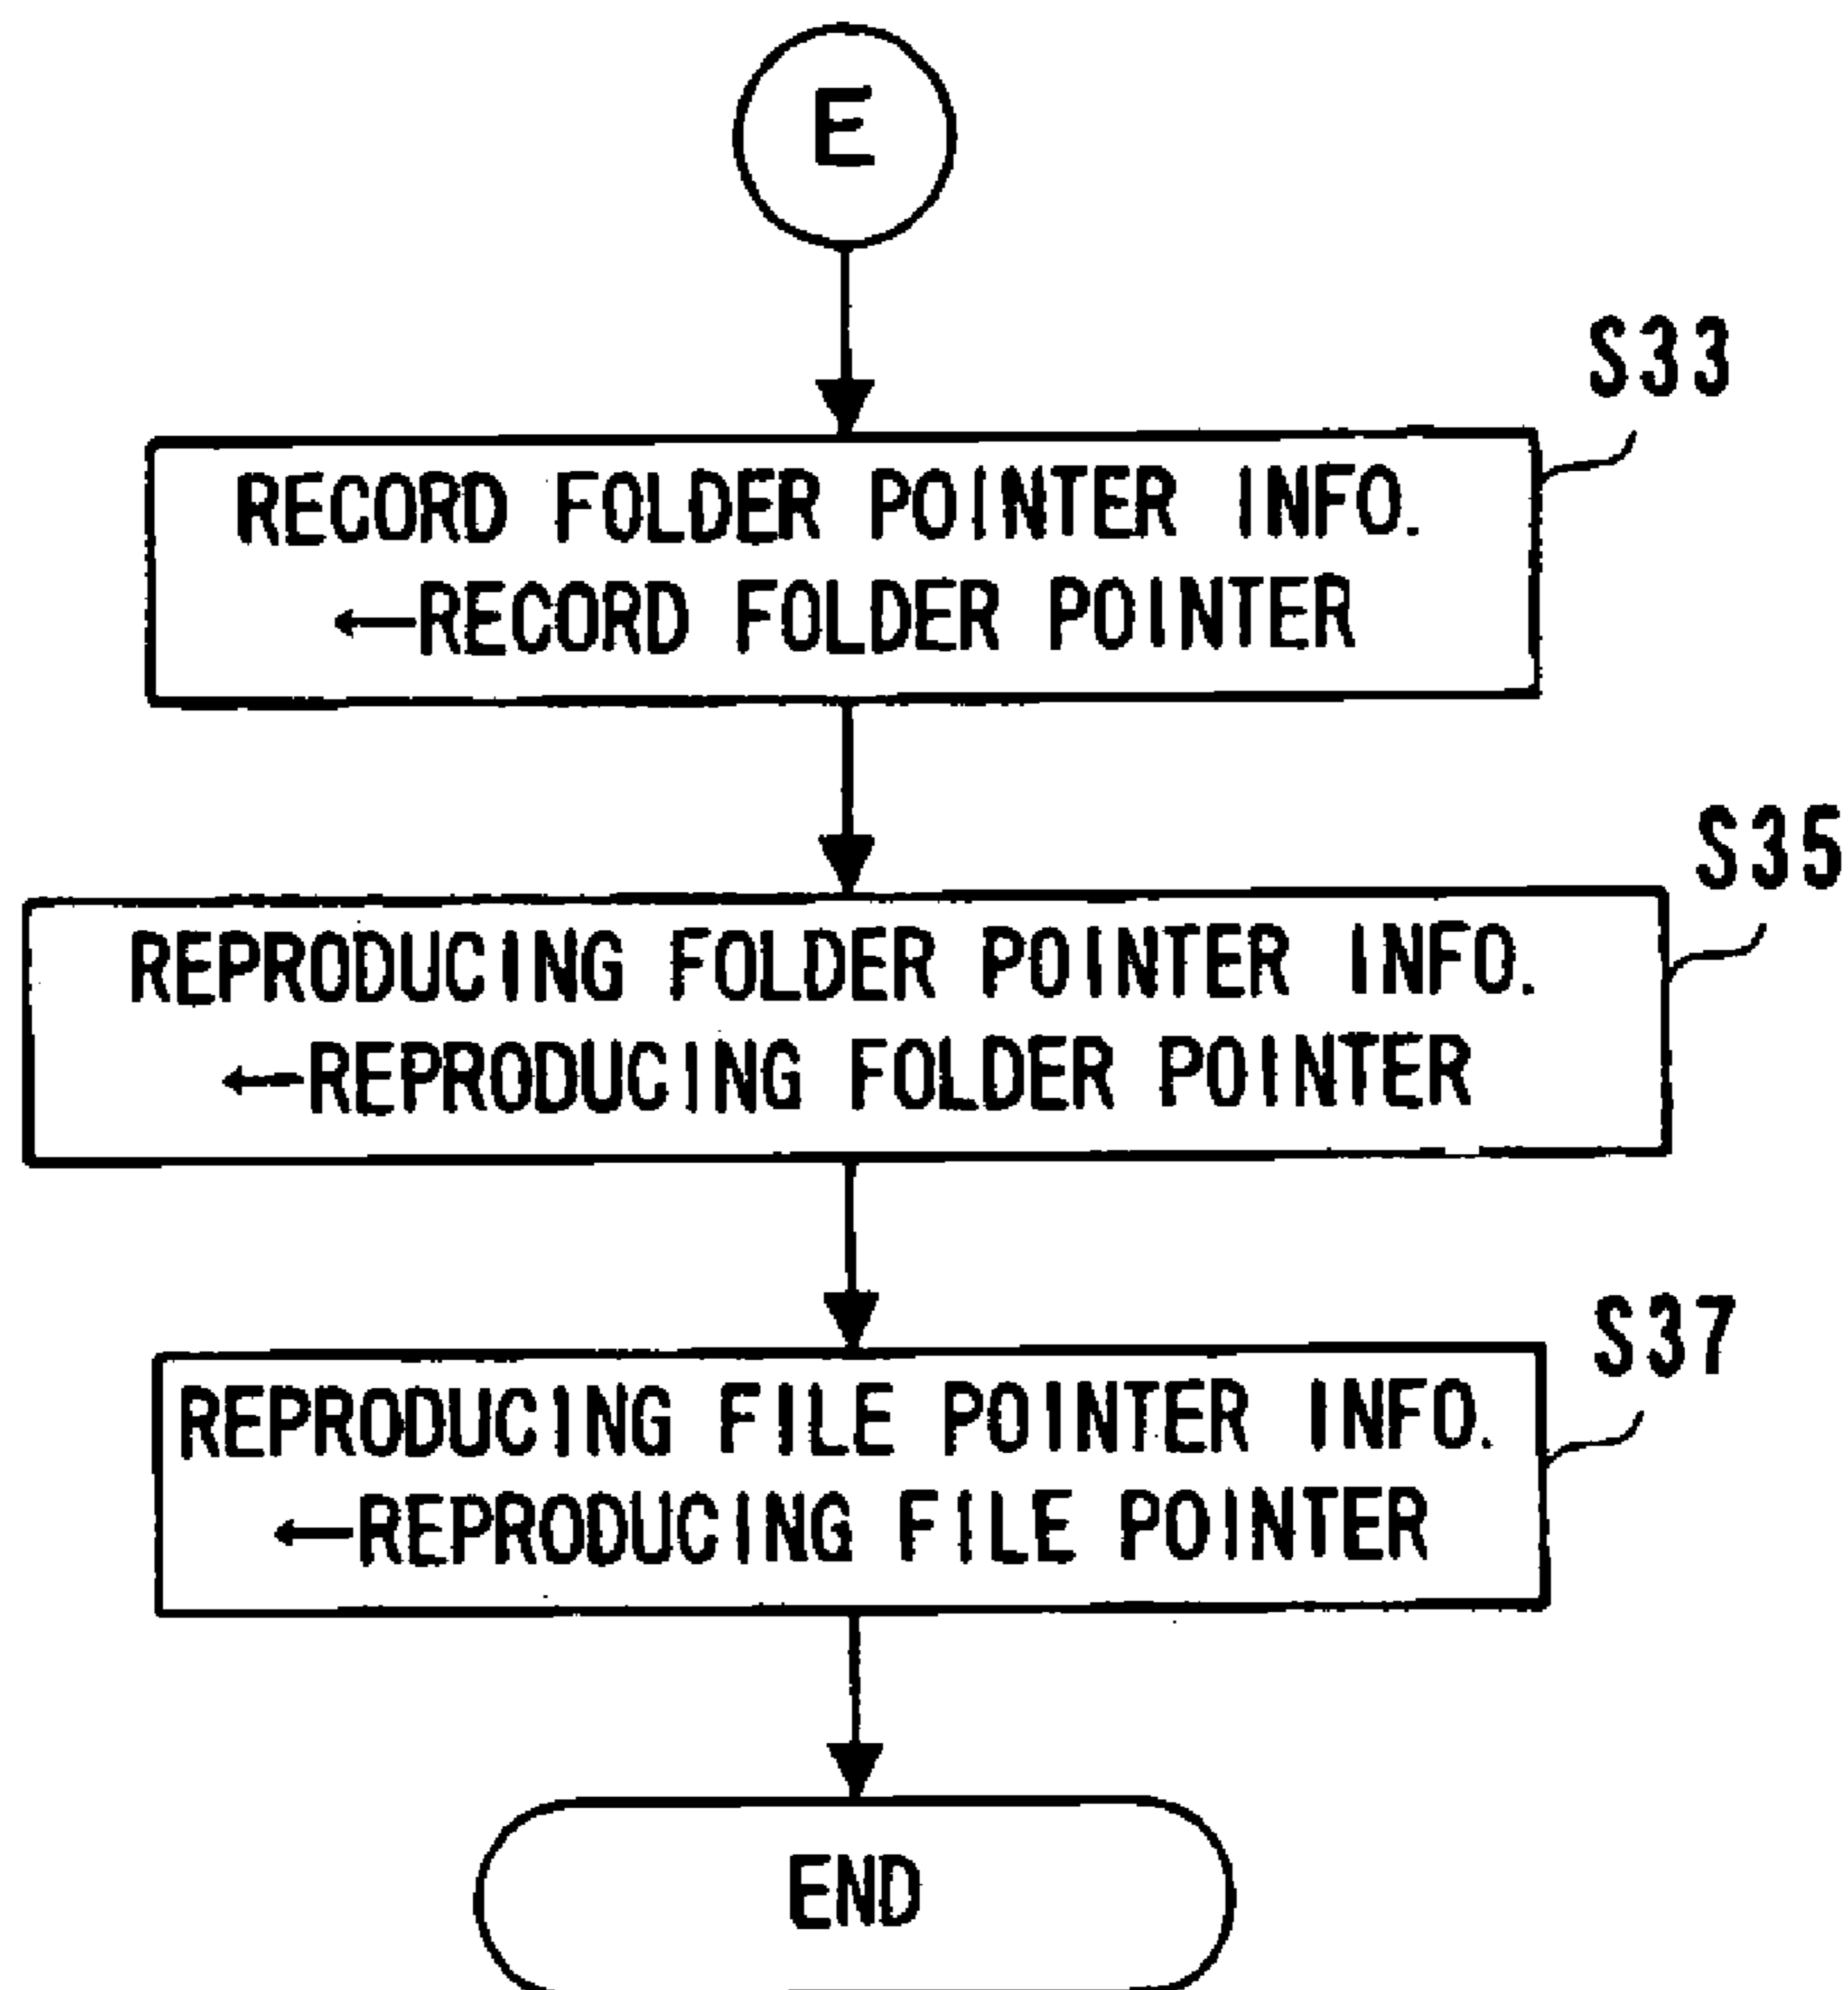 E
S33
RECORD FOLDER POINTER INFO.
←RECORD FOLDER POINTER
S35
REPRODUCING FOLDER POINTER INFO.
←REPRODUCING FOLDER POINTER
S37
REPRODUCING FILE POINTER INFO.
←REPRODUCING FILE POINTER
END